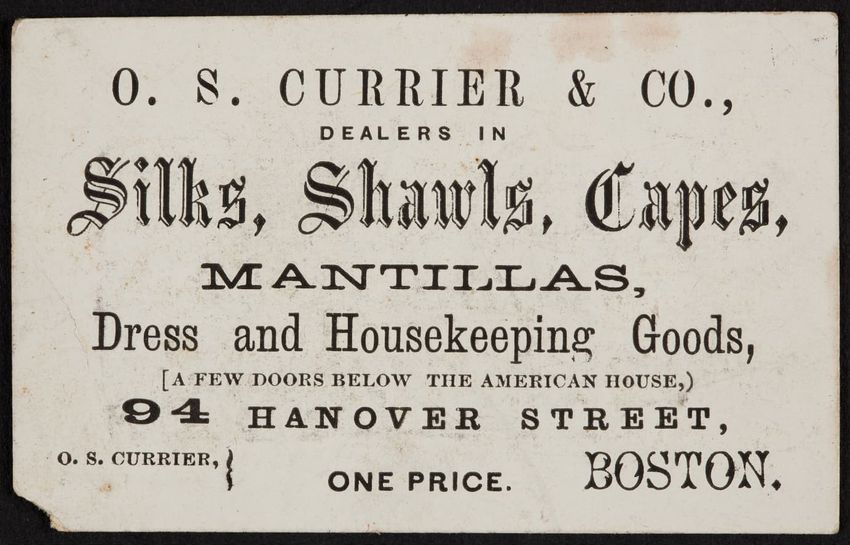 O. S. CURRIER & CO.,
DEALERS IN
Silks, Shawls, Capes,
MANTILLAS,
Dress and Housekeeping Goods,
[A FEW DOORS BELOW THE AMERICAN HOUSE,)
94 HANOVER STREET,
O. S. CURRIER, }
ONE PRICE.
BOSTON.